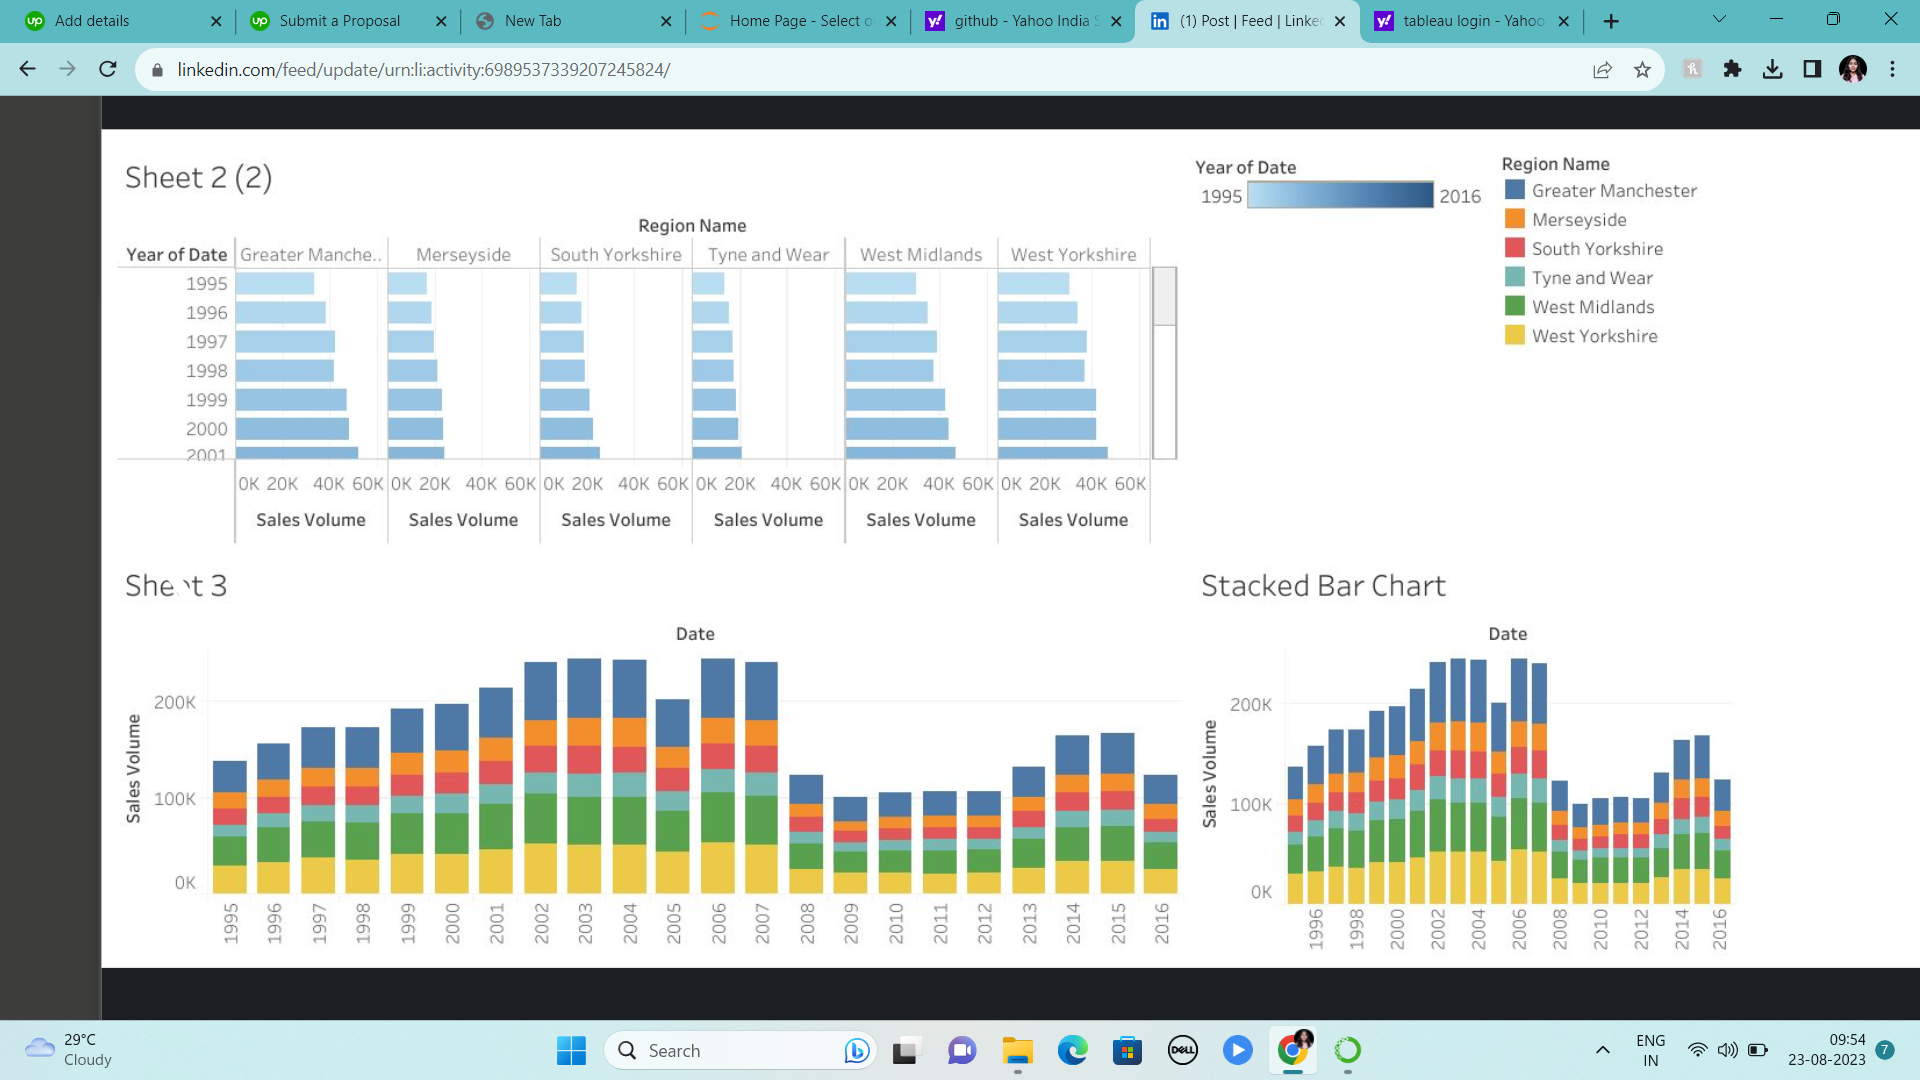 Add details
Submit a Proposal
New Tab
Home Page - Select o
github - Yahoo India S
(1) Post | Feed | Linked
tableau login - Yahoo
linkedin.com/feed/update/urn:li:activity:6989537339207245824/
Sheet 2 (2)
Region Name
Year of Date Greater Manche.. Merseyside South Yorkshire Tyne and Wear West Midlands West Yorkshire
1995
1996
1997
1998
1999
2000
2001
0K 20K 40K 60K 0K 20K 40K 60K 0K 20K 40K 60K 0K 20K 40K 60K 0K 20K 40K 60K 0K 20K 40K 60K
Sales Volume Sales Volume Sales Volume Sales Volume Sales Volume Sales Volume
Year of Date
1995 2016
Region Name
Greater Manchester
Merseyside
South Yorkshire
Tyne and Wear
West Midlands
West Yorkshire
Sheet 3
Date
Sales Volume
200K
100K
0K
1995 1996 1997 1998 1999 2000 2001 2002 2003 2004 2005 2006 2007 2008 2009 2010 2011 2012 2013 2014 2015 2016
Stacked Bar Chart
Date
Sales Volume
200K
100K
0K
1996 1998 2000 2002 2004 2006 2008 2010 2012 2014 2016
29°C
Cloudy
Search
DELL
ENG
IN
09:54
23-08-2023
7